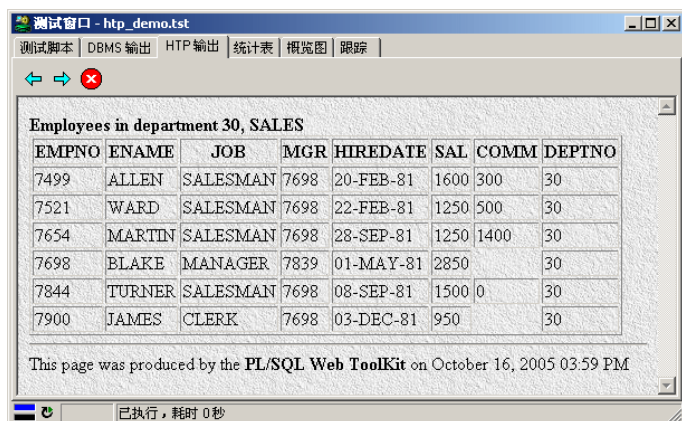 测试窗口 - htp_demo.tst
测试脚本 DBMS 输出 HTP 输出 统计表 概览图 跟踪
Employees in department 30, SALES
EMPNO ENAME JOB MGR HIREDATE SAL COMM DEPTNO
7499 ALLEN SALESMAN 7698 20-FEB-81 1600 300 30
7521 WARD SALESMAN 7698 22-FEB-81 1250 500 30
7654 MARTIN SALESMAN 7698 28-SEP-81 1250 1400 30
7698 BLAKE MANAGER 7839 01-MAY-81 2850 30
7844 TURNER SALESMAN 7698 08-SEP-81 1500 0 30
7900 JAMES CLERK 7698 03-DEC-81 950 30
This page was produced by the PL/SQL Web ToolKit on October 16, 2005 03:59 PM
已执行，耗时 0秒